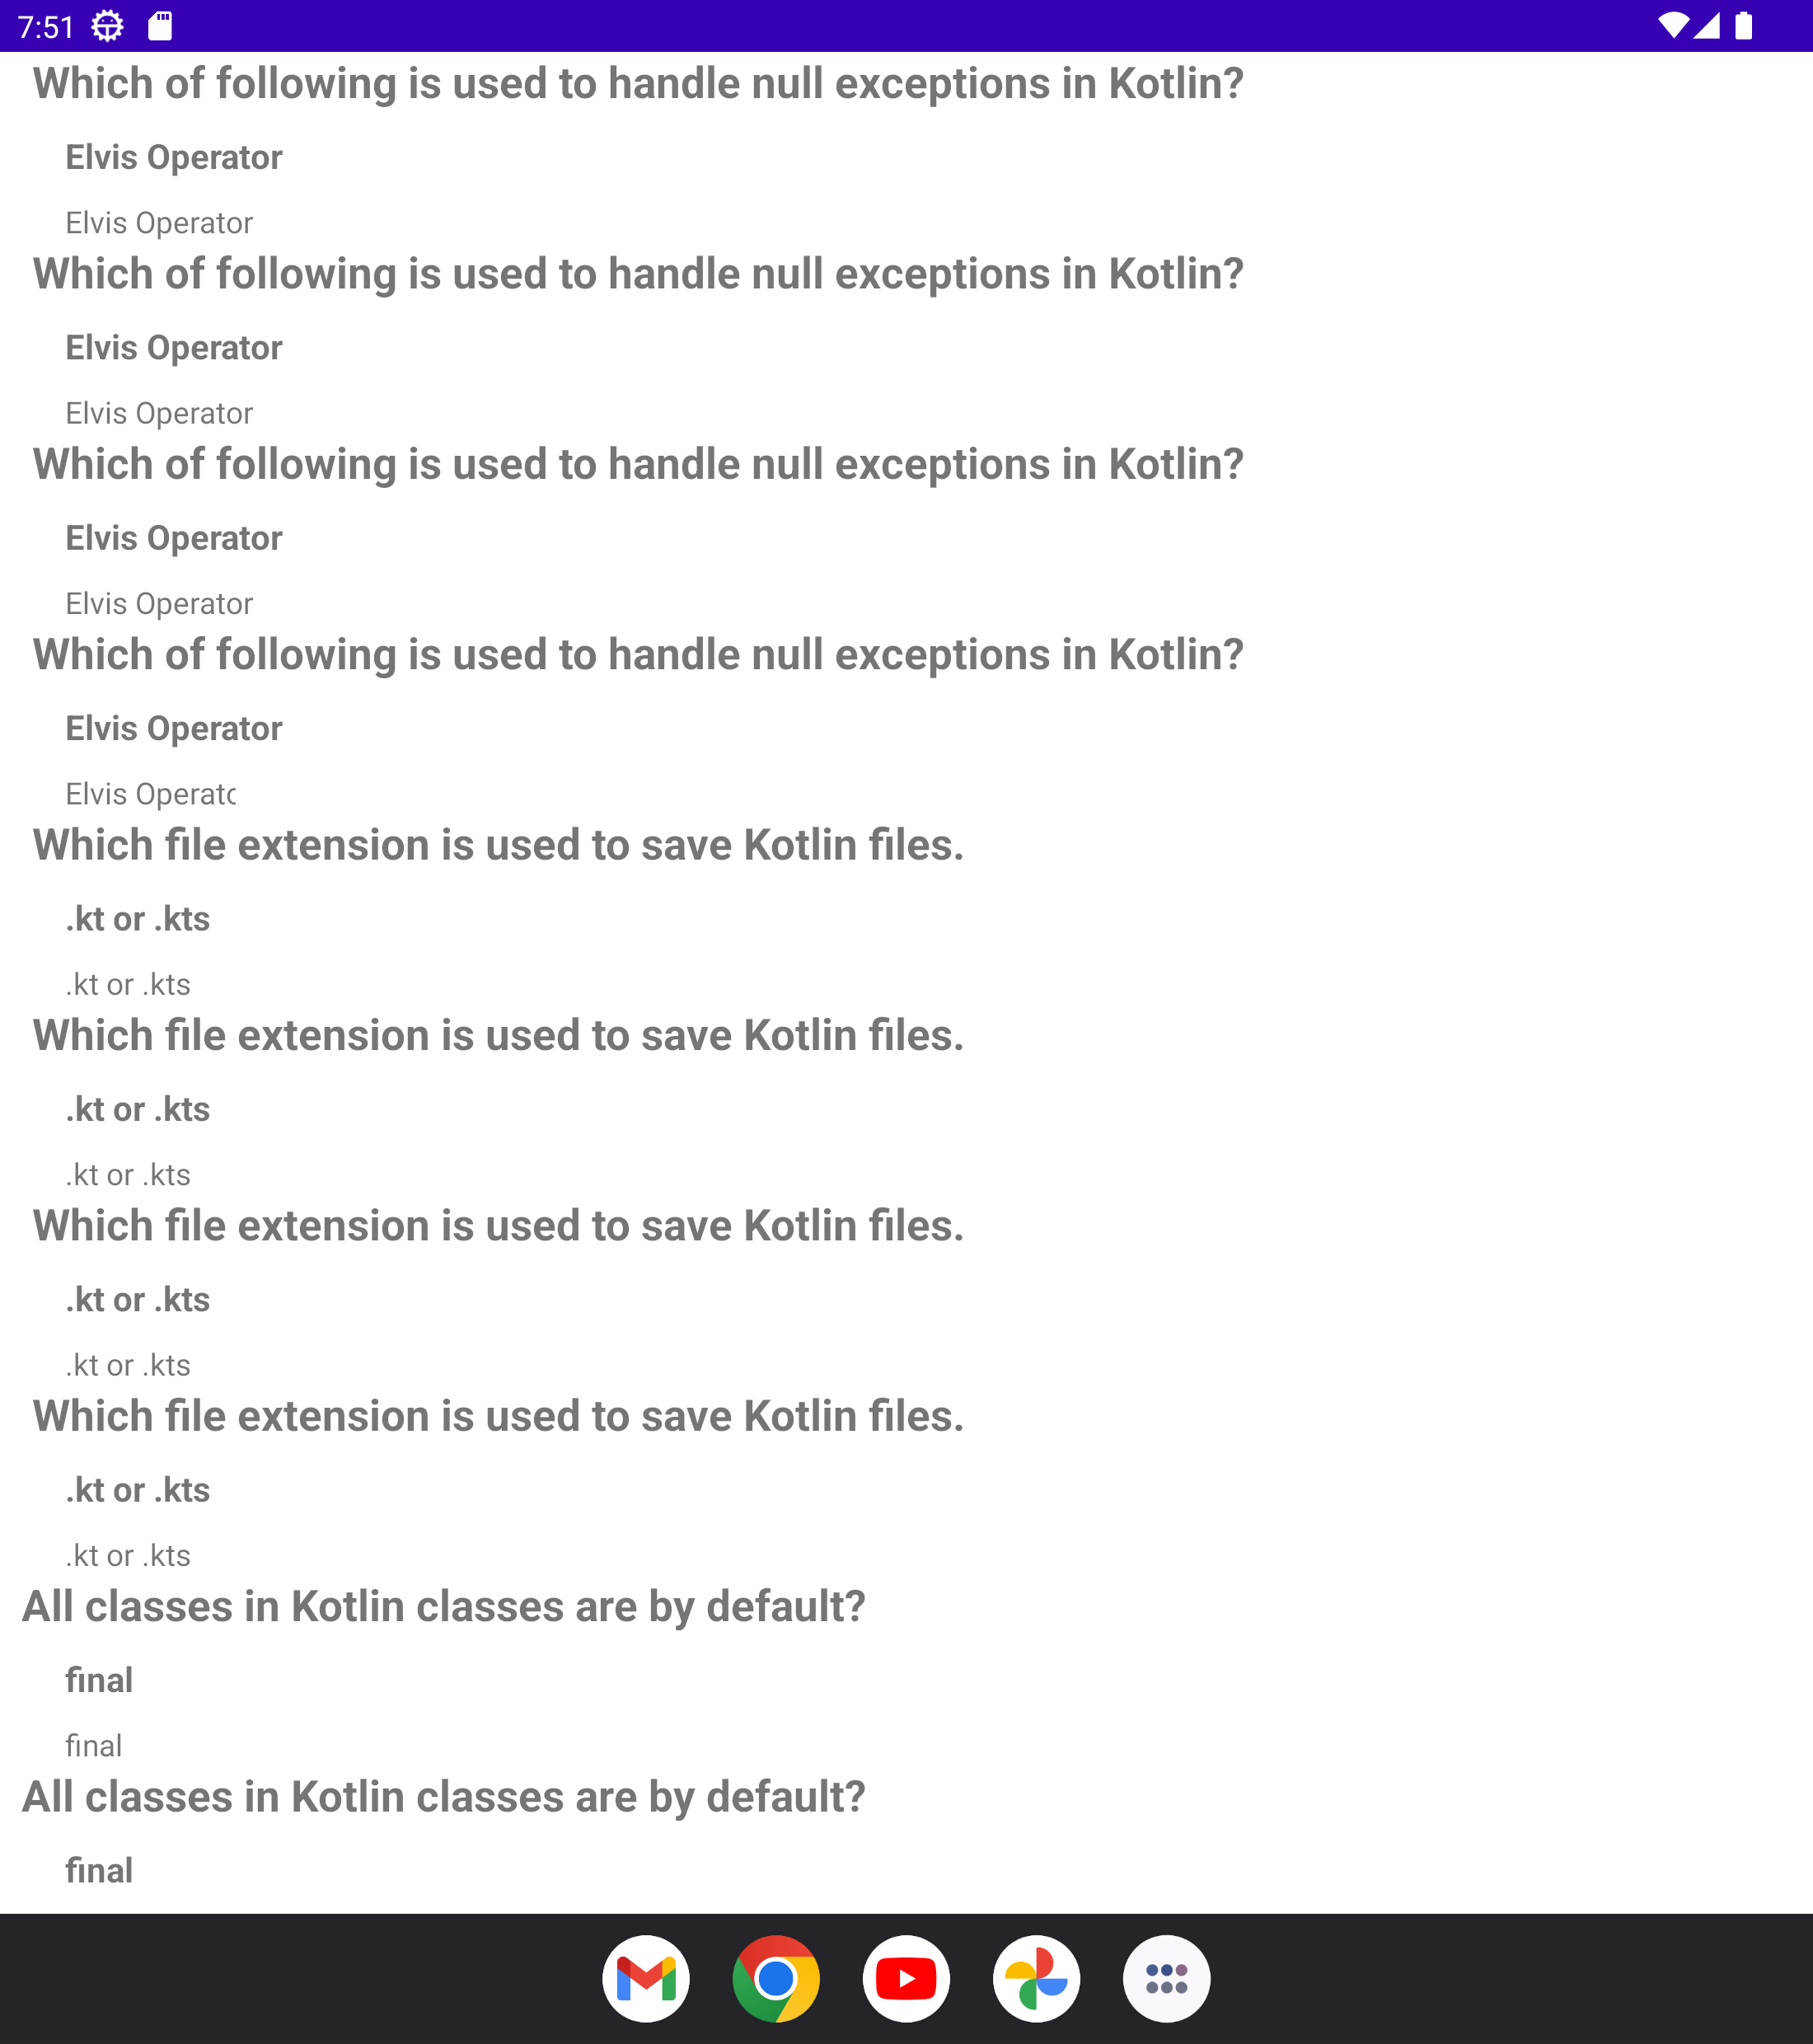 7:51
Which of following is used to handle null exceptions in Kotlin?
Elvis Operator
Elvis Operator
Which of following is used to handle null exceptions in Kotlin?
Elvis Operator
Elvis Operator
Which of following is used to handle null exceptions in Kotlin?
Elvis Operator
Elvis Operator
Which of following is used to handle null exceptions in Kotlin?
Elvis Operator
Elvis Operatc
Which file extension is used to save Kotlin files.
.kt or .kts
.kt or .kts
Which file extension is used to save Kotlin files.
.kt or .kts
.kt or .kts
Which file extension is used to save Kotlin files.
.kt or .kts
.kt or .kts
Which file extension is used to save Kotlin files.
.kt or .kts
.kt or .kts
All classes in Kotlin classes are by default?
final
final
All classes in Kotlin classes are by default?
final